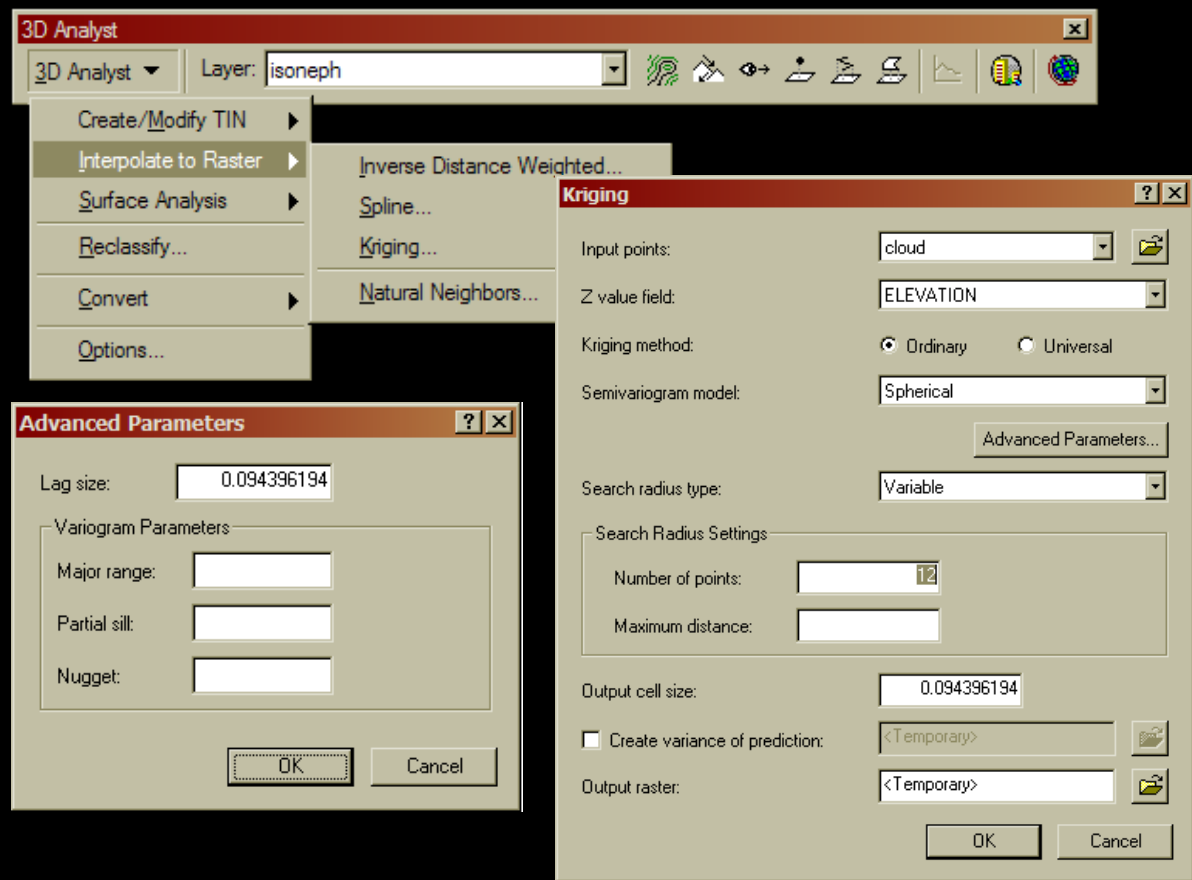 3D Analyst
3D Analyst Layer: isoneph
Create/Modify TIN
Interpolate to Raster
Surface Analysis
Reclassify...
Convert
Options...
Inverse Distance Weighted...
Spline...
Kriging...
Natural Neighbors...
Kriging
Input points: cloud
Z value field: ELEVATION
Kriging method: Ordinary Universal
Semivariogram model: Spherical
Advanced Parameters...
Search radius type: Variable
Search Radius Settings
Number of points: 12
Maximum distance:
Output cell size: 0.094396194
Create variance of prediction: <Temporary>
Output raster: <Temporary>
OK Cancel
Advanced Parameters
Lag size: 0.094396194
Variogram Parameters
Major range:
Partial sill:
Nugget:
OK Cancel